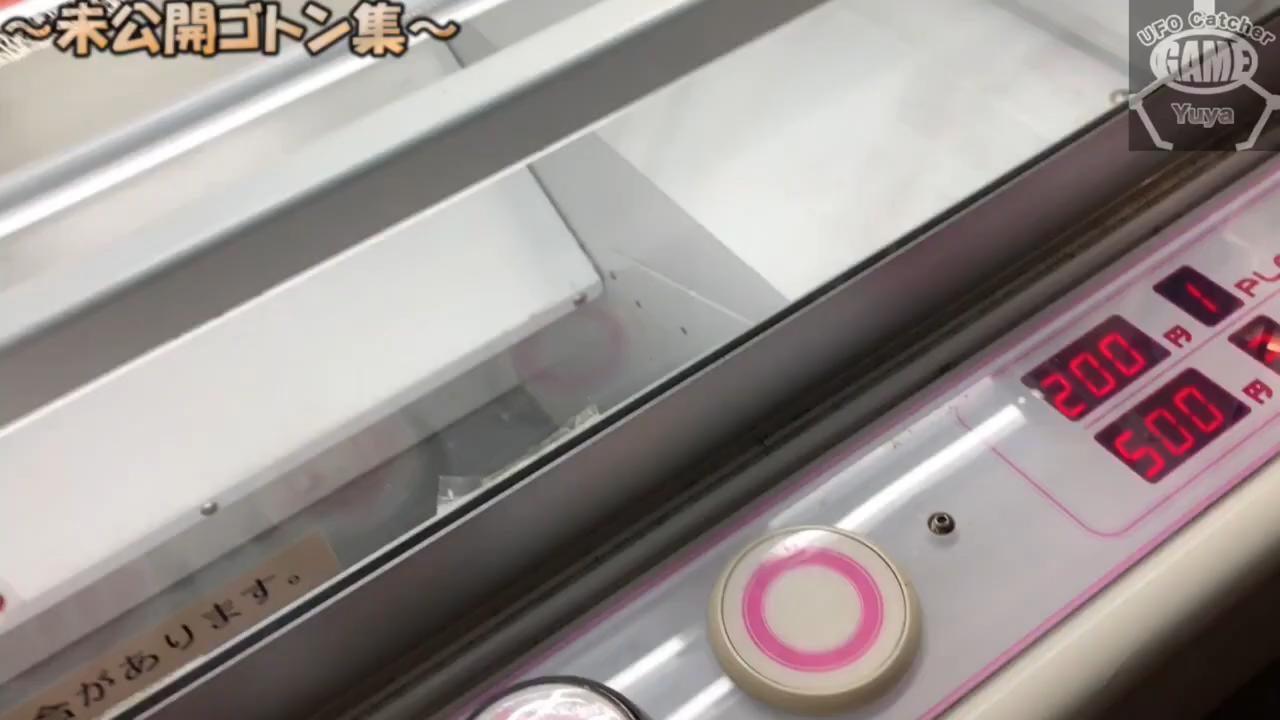 ～未公開ゴトン集～
UFO Catcher
GAME
Yuya
1 PL
200 円
500 円
合があります。